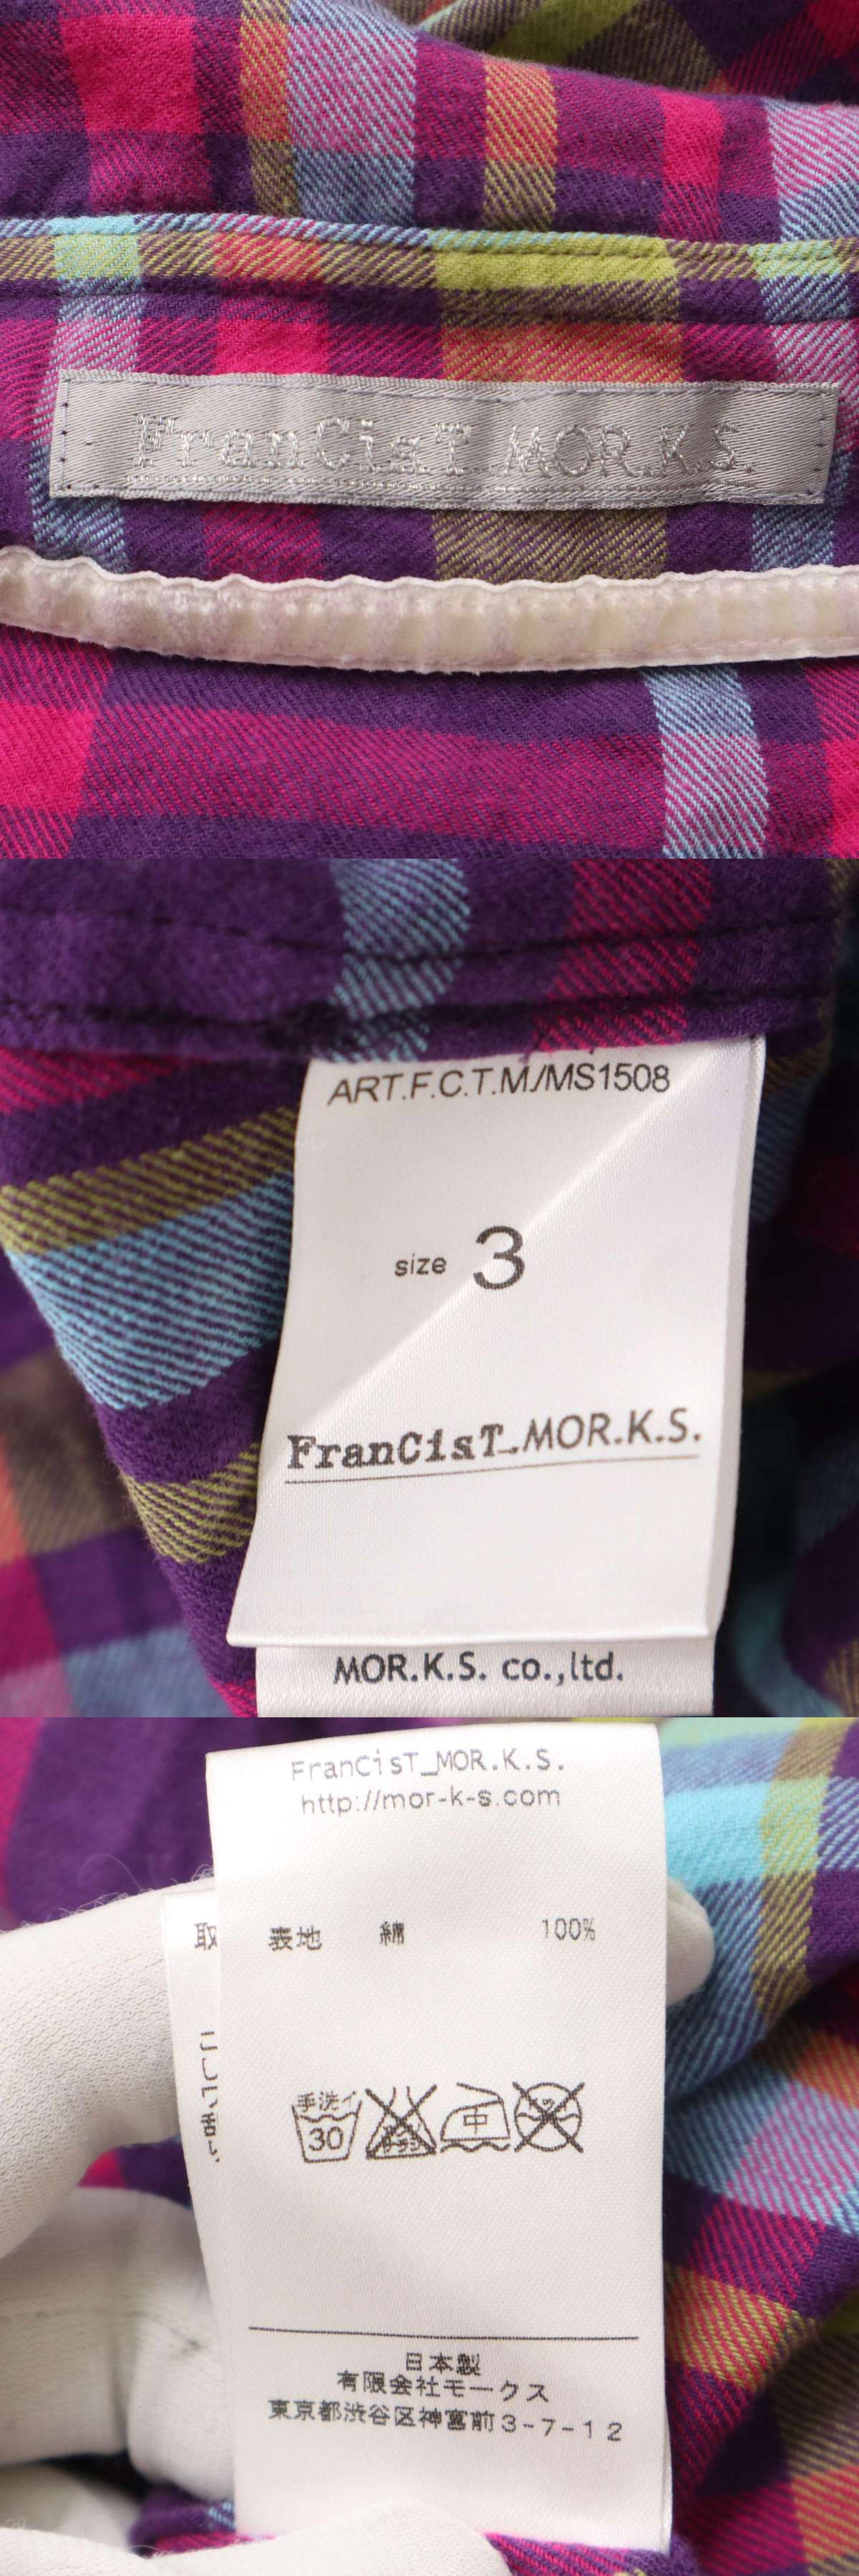 FranCisT_MOR.K.S.
ART.F.C.T.M./MS1508
size 3
FranCisT_MOR.K.S.
MOR.K.S. co.,ltd.
FranCisT_MOR.K.S.
http://mor-k-s.com
取
表地 綿 100%
手洗イ
30
中
日本製
有限会社モークス
東京都渋谷区神宮前3-7-12